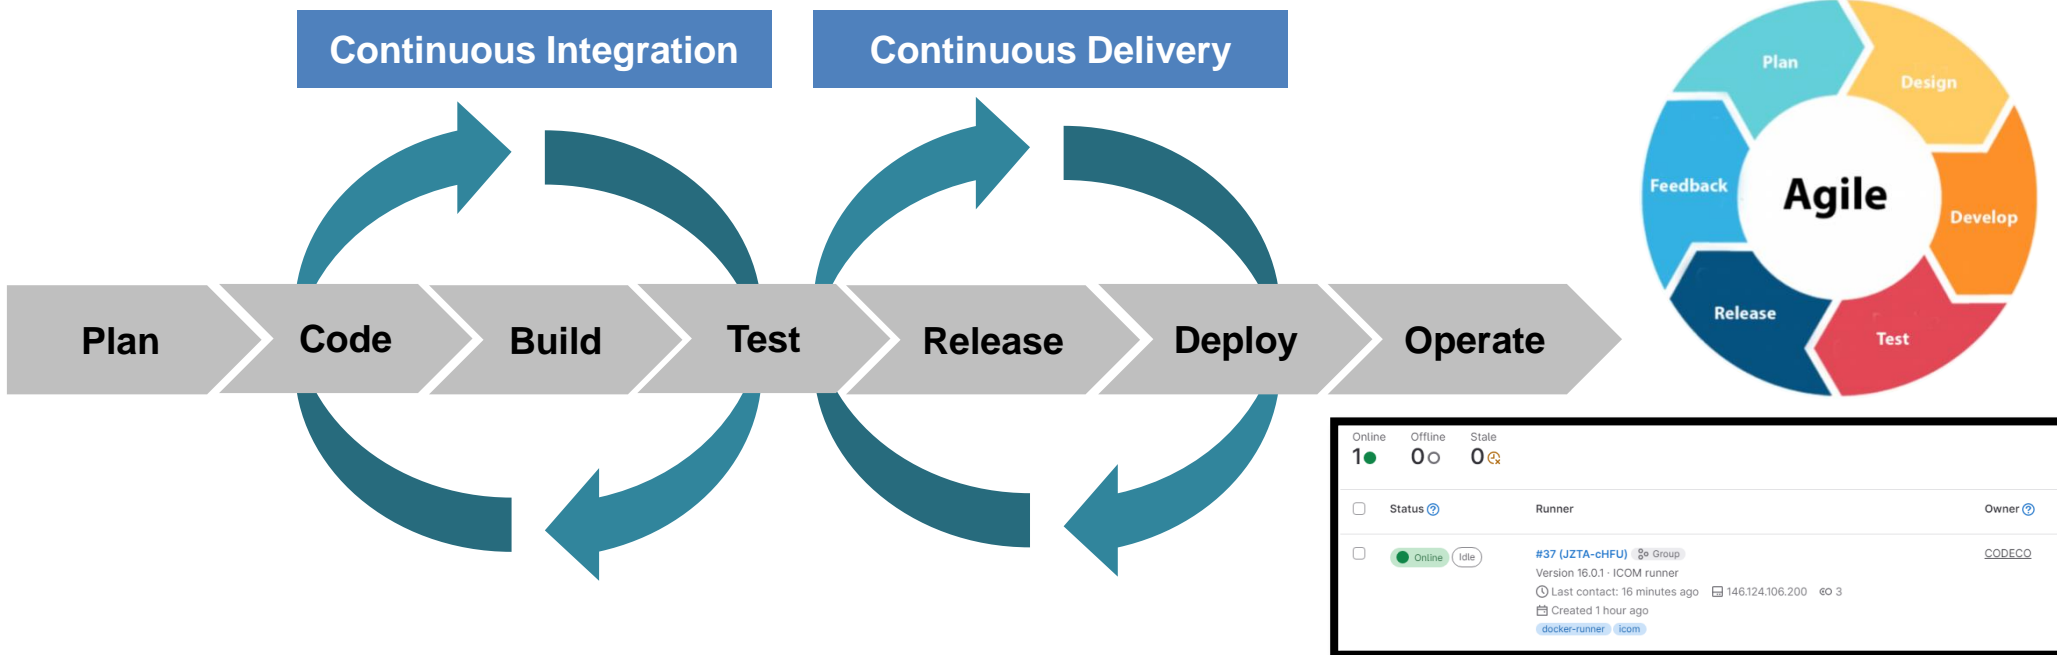 Continuous Integration
Continuous Delivery
Plan
Code
Build
Test
Release
Deploy
Operate
Plan
Design
Develop
Test
Release
Feedback
Agile
Online Offline Stale
1 0 0
Status Runner Owner
Online Idle #37 (JZTA-cHFU) Group CODECO
Version 16.0.1 · ICOM runner
Last contact: 16 minutes ago 146.124.106.200 3
Created 1 hour ago
docker-runner icom